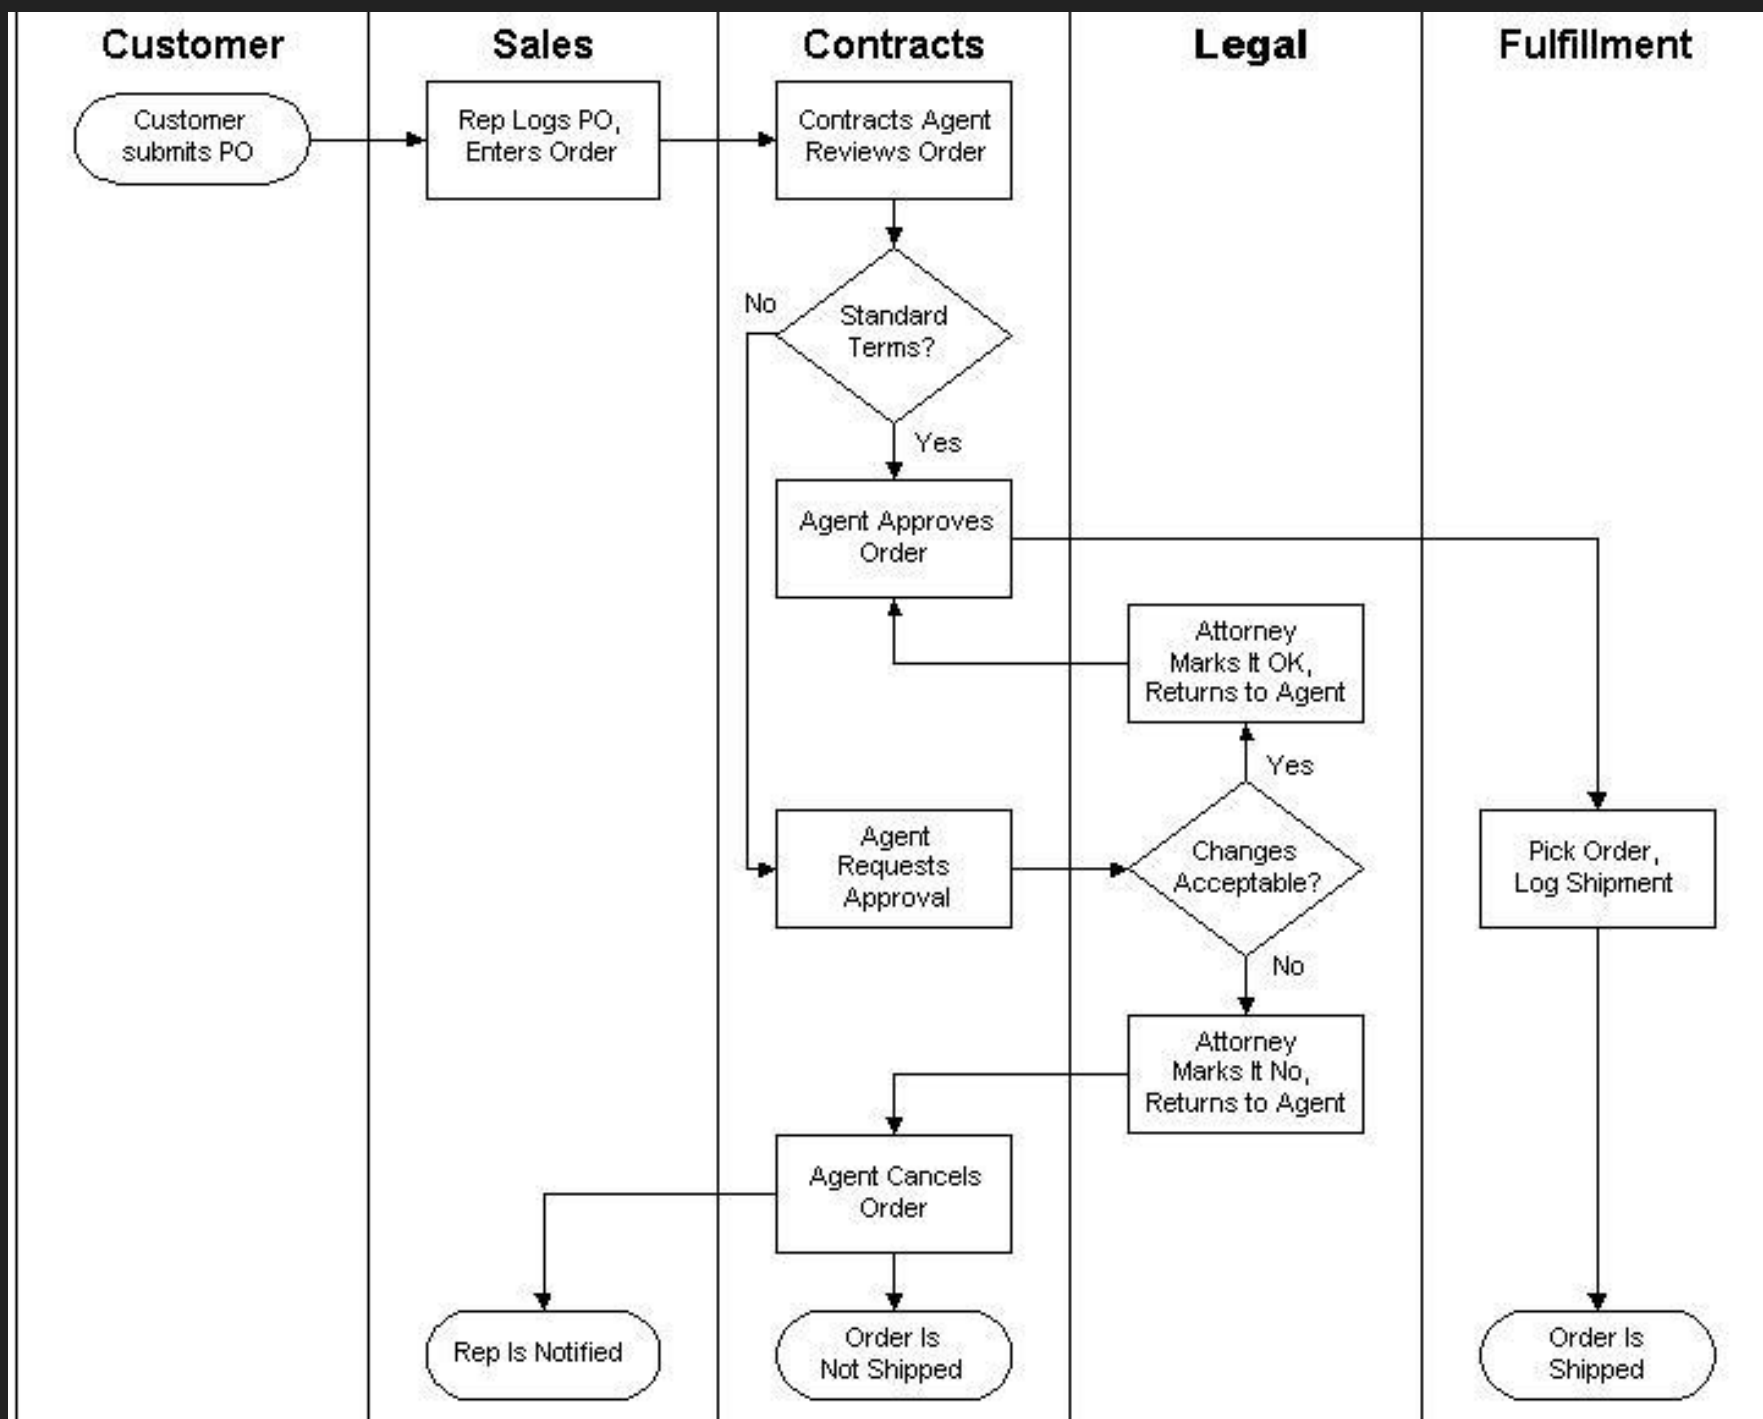 Customer
Sales
Contracts
Legal
Fulfillment
Customer
submits PO
Rep Logs PO,
Enters Order
Contracts Agent
Reviews Order
No
Standard
Terms?
Yes
Agent Approves
Order
Attorney
Marks It OK,
Returns to Agent
Yes
Agent
Requests
Approval
Changes
Acceptable?
Pick Order,
Log Shipment
No
Attorney
Marks It No,
Returns to Agent
Agent Cancels
Order
Rep Is Notified
Order Is
Not Shipped
Order Is
Shipped